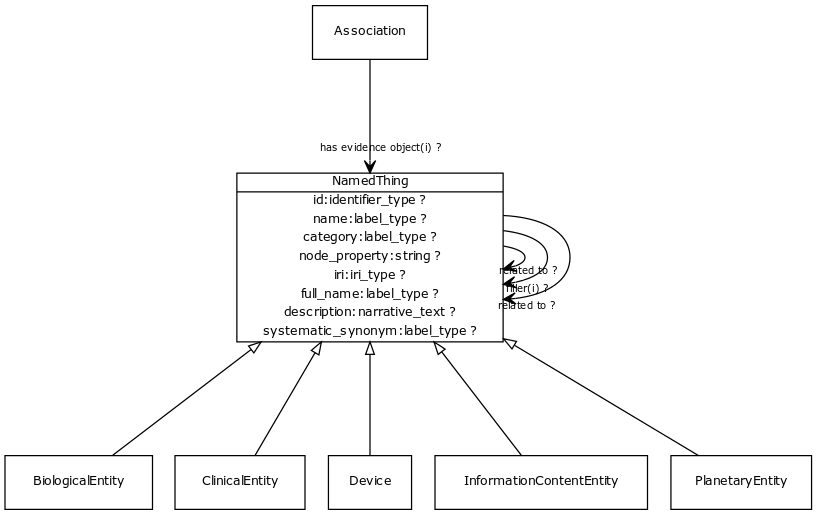 Association
has evidence object(i) ?
NamedThing
id:identifier_type ?
name:label_type ?
category:label_type ?
node_property:string ?
iri:iri_type ?
full_name:label_type ?
description:narrative_text ?
systematic_synonym:label_type ?
related to ?
filler(i) ?
related to ?
BiologicalEntity
ClinicalEntity
Device
InformationContentEntity
PlanetaryEntity